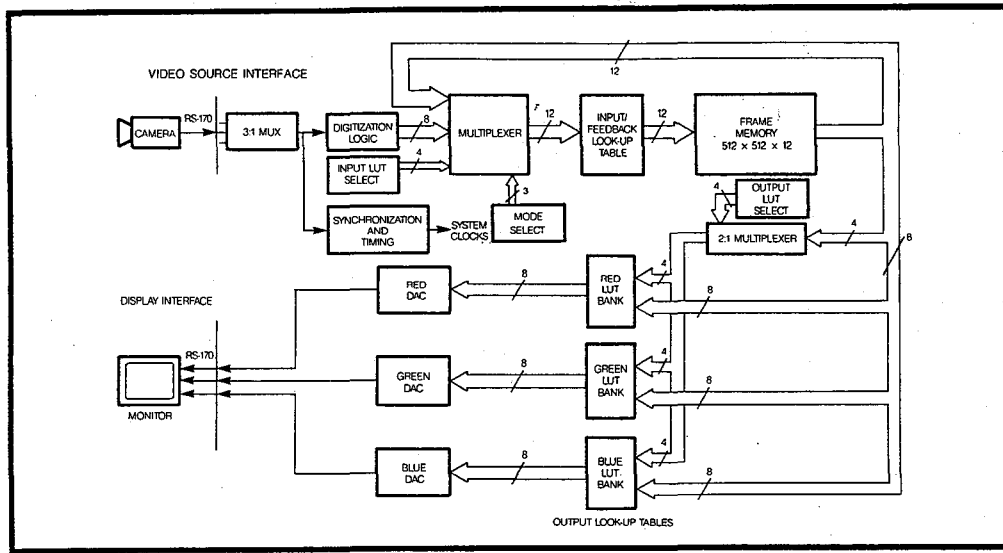 VIDEO SOURCE INTERFACE
12
RS-170
CAMERA
3:1 MUX
DIGITIZATION
LOGIC
8
INPUT LUT
SELECT
4
MULTIPLEXER
12
INPUT/
FEEDBACK
LOOK-UP
TABLE
12
FRAME
MEMORY
512 × 512 × 12
SYNCHRONIZATION
AND
TIMING
SYSTEM
CLOCKS
3
MODE
SELECT
4
OUTPUT
LUT
SELECT
2:1 MULTIPLEXER
4
8
DISPLAY INTERFACE
RED
DAC
8
4
RED
LUT
BANK
8
RS-170
MONITOR
GREEN
DAC
8
4
GREEN
LUT
BANK
8
BLUE
DAC
8
4
BLUE
LUT.
BANK
8
OUTPUT LOOK-UP TABLES